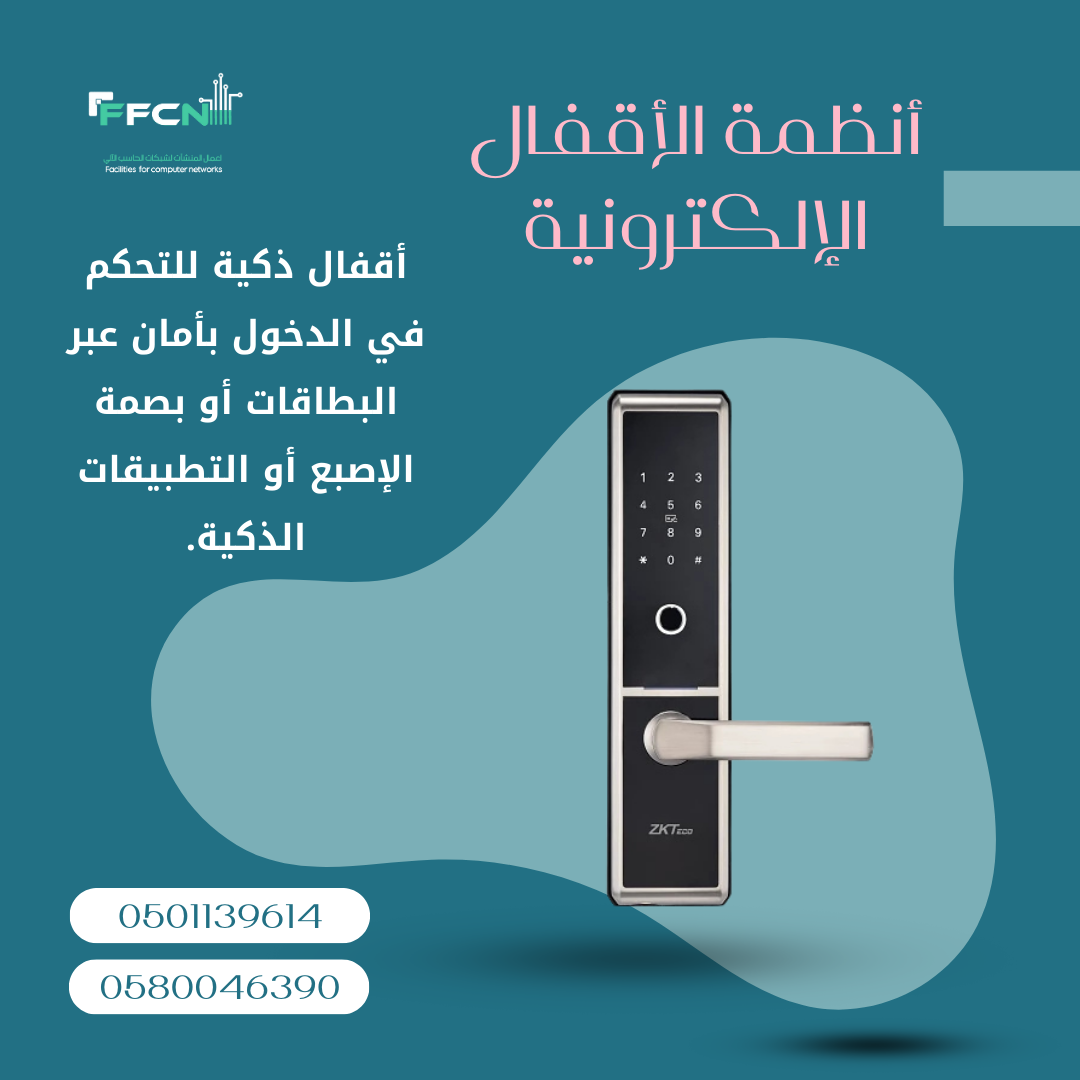 FFCN
اعمال المنشآت لشبكات الحاسب الآلي
Facilities for computer networks
أنظمة الأقفال
الإلكترونية
أقفال ذكية للتحكم
في الدخول بأمان عبر
البطاقات أو بصمة
الإصبع أو التطبيقات
الذكية.
1 2 3
4 5 6
7 8 9
* 0 #
ZKTeco
0501139614
0580046390